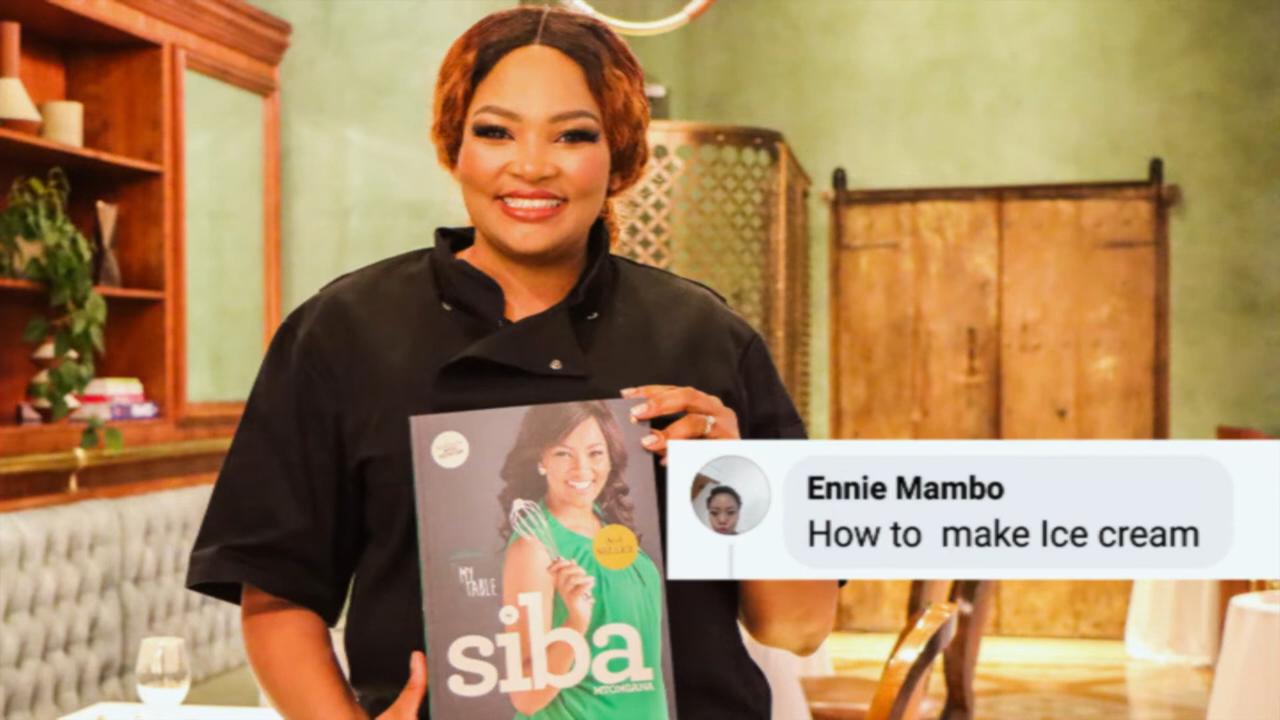 MY
TABLE
siba
MTONGANA
Ennie Mambo
How to  make Ice cream